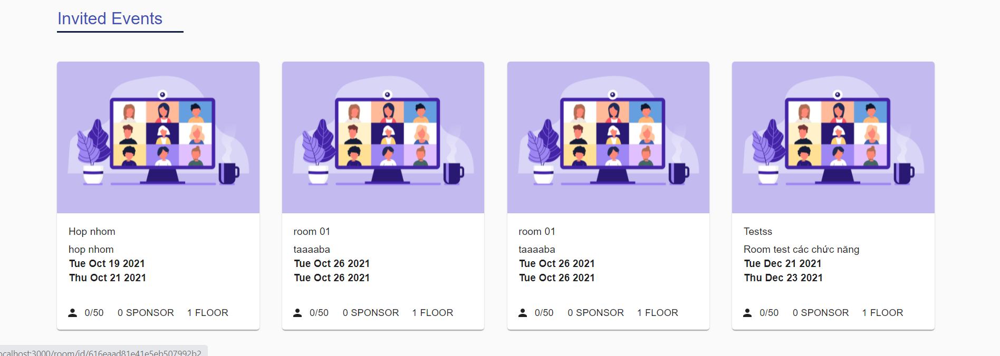 Invited Events
Hop nhom
hop nhom
Tue Oct 19 2021
Thu Oct 21 2021
0/50 0 SPONSOR 1 FLOOR
room 01
taaaaba
Tue Oct 26 2021
Tue Oct 26 2021
0/50 0 SPONSOR 1 FLOOR
room 01
taaaaba
Tue Oct 26 2021
Tue Oct 26 2021
0/50 0 SPONSOR 1 FLOOR
Testss
Room test các chức năng
Tue Dec 21 2021
Thu Dec 23 2021
0/50 0 SPONSOR 1 FLOOR
ocalhost:3000/room/id/616eaad81e41e5eb507992b2